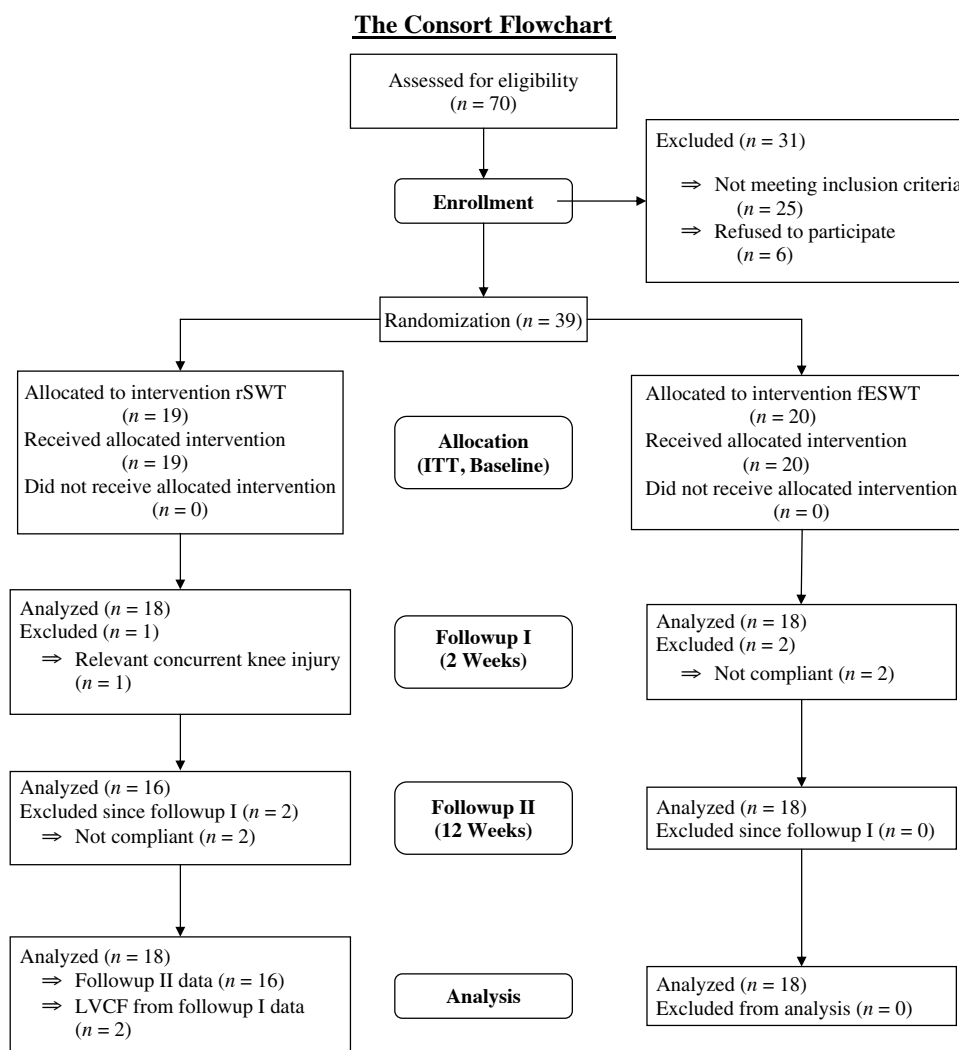 The Consort Flowchart
Assessed for eligibility
(n = 70)
Excluded (n = 31)
⇒ Not meeting inclusion criteria
(n = 25)
⇒ Refused to participate
(n = 6)
Enrollment
Randomization (n = 39)
Allocated to intervention rSWT
(n = 19)
Received allocated intervention
(n = 19)
Did not receive allocated intervention
(n = 0)
Allocation
(ITT, Baseline)
Allocated to intervention fESWT
(n = 20)
Received allocated intervention
(n = 20)
Did not receive allocated intervention
(n = 0)
Analyzed (n = 18)
Excluded (n = 1)
⇒ Relevant concurrent knee injury
(n = 1)
Followup I
(2 Weeks)
Analyzed (n = 18)
Excluded (n = 2)
⇒ Not compliant (n = 2)
Analyzed (n = 16)
Excluded since followup I (n = 2)
⇒ Not compliant (n = 2)
Followup II
(12 Weeks)
Analyzed (n = 18)
Excluded since followup I (n = 0)
Analyzed (n = 18)
⇒ Followup II data (n = 16)
⇒ LVCF from followup I data
(n = 2)
Analysis
Analyzed (n = 18)
Excluded from analysis (n = 0)